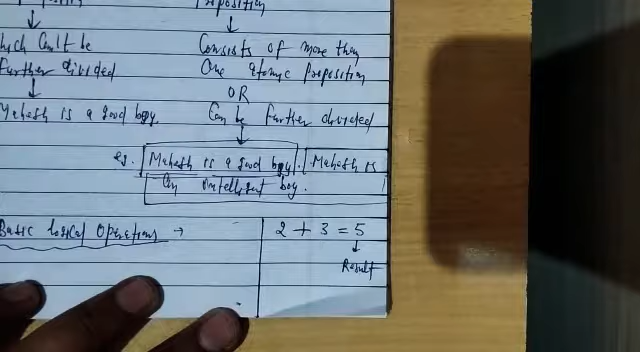 Proposition
which can't be
Consists of more than
further divided
One atomic proposition
OR
Mahesh is a good boy.
Can be further divided
eg. Mahesh is a good boy. Mahesh is
an intelligent boy.
Basic logical Operations →
2 + 3 = 5
Result